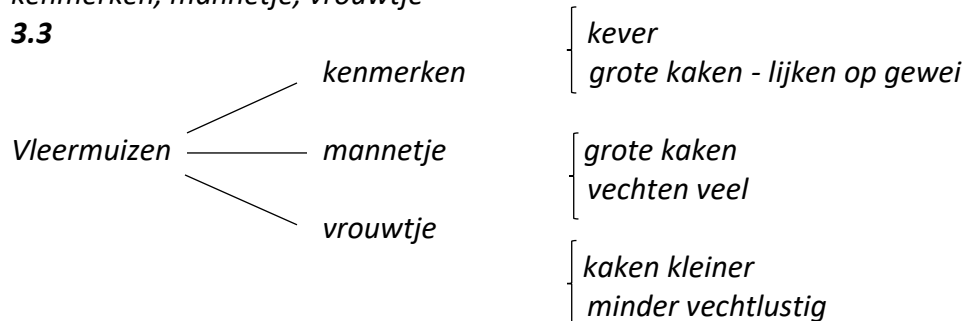 kenmerken, mannetje, vrouwtje
3.3
kever
kenmerken
grote kaken - lijken op gewei
Vleermuizen
mannetje
grote kaken
vechten veel
vrouwtje
kaken kleiner
minder vechtlustig